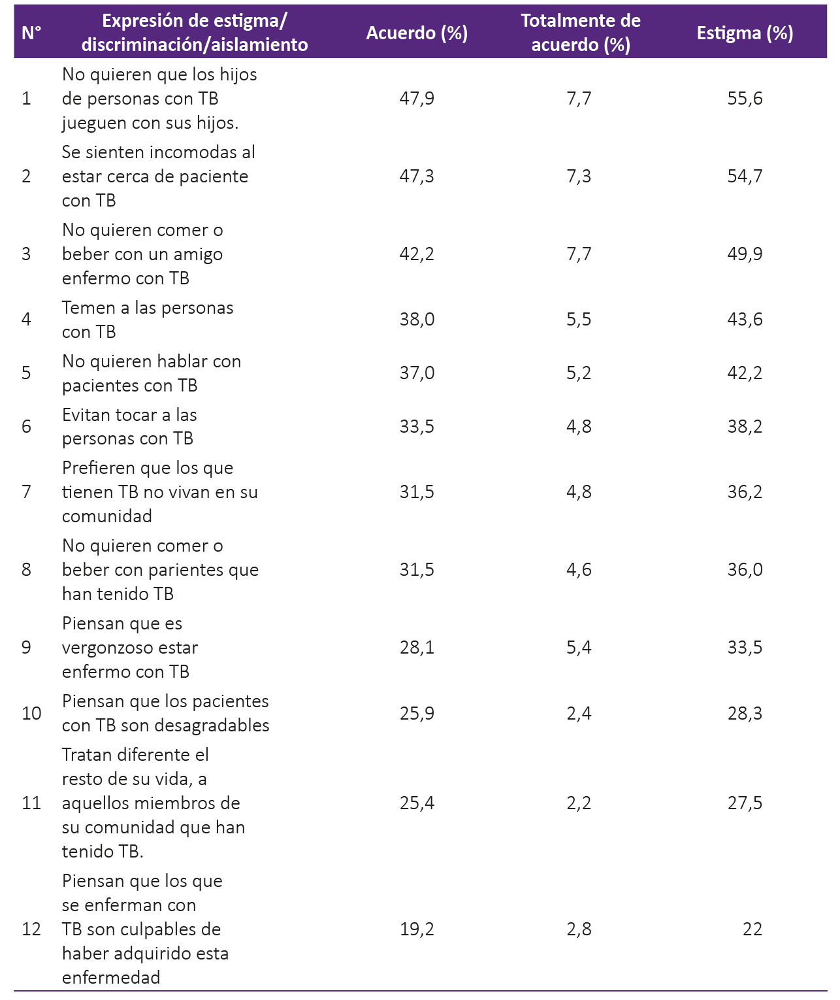 N° Expresión de estigma/ discriminación/aislamiento Acuerdo (%) Totalmente de acuerdo (%) Estigma (%)
No quieren que los hijos
1 de personas con TB 47,9 7,7 55,6
jueguen con sus hijos.
Se sienten incomodas al
2 estar cerca de paciente 47,3 7,3 54,7
con TB
No quieren comer o
3 beber con un amigo 42,2 7,7 49,9
enfermo con TB
4 Temen a las personas 38,0 5,5 43,6
con TB
5 No quieren hablar con 37,0 5,2 42,2
pacientes con TB
6 Evitan tocar a las 33,5 4,8 38,2
personas con TB
Prefieren que los que
7 tienen TB no vivan en su 31,5 4,8 36,2
comunidad
No quieren comer o
8 beber con parientes que 31,5 4,6 36,0
han tenido TB
Piensan que es
9 vergonzoso estar 28,1 5,4 33,5
enfermo con TB
10 Piensan que los pacientes 25,9 2,4 28,3
con TB son desagradables
Tratan diferente el
resto de su vida, a
11 aquellos miembros de 25,4 2,2 27,5
su comunidad que han
tenido TB.
Piensan que los que
se enferman con
12 TB son culpables de 19,2 2,8 22
haber adquirido esta
enfermedad